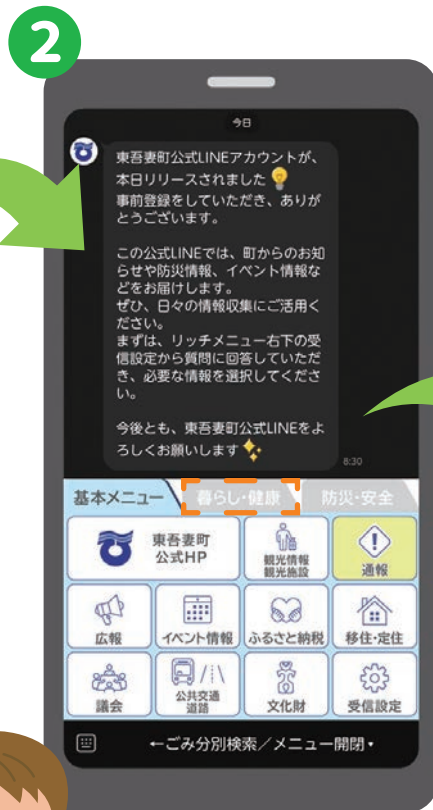 2
今日
東吾妻町公式LINEアカウントが、
本日リリースされました💡
事前登録をしていただき、ありが
とうございます。
この公式LINEでは、町からのお知
らせや防災情報、イベント情報な
どをお届けします。
ぜひ、日々の情報収集にご活用く
ださい。
まずは、リッチメニュー右下の受
信設定から質問に回答していただ
き、必要な情報を選択してくださ
い。
今後とも、東吾妻町公式LINEをよ
ろしくお願いします✨
8:30
基本メニュー 暮らし・健康 防災・安全
東吾妻町
公式HP
観光情報
観光施設
通報
広報 イベント情報 ふるさと納税 移住・定住
議会
公共交通
道路
文化財 受信設定
←ごみ分別検索／メニュー開閉▾